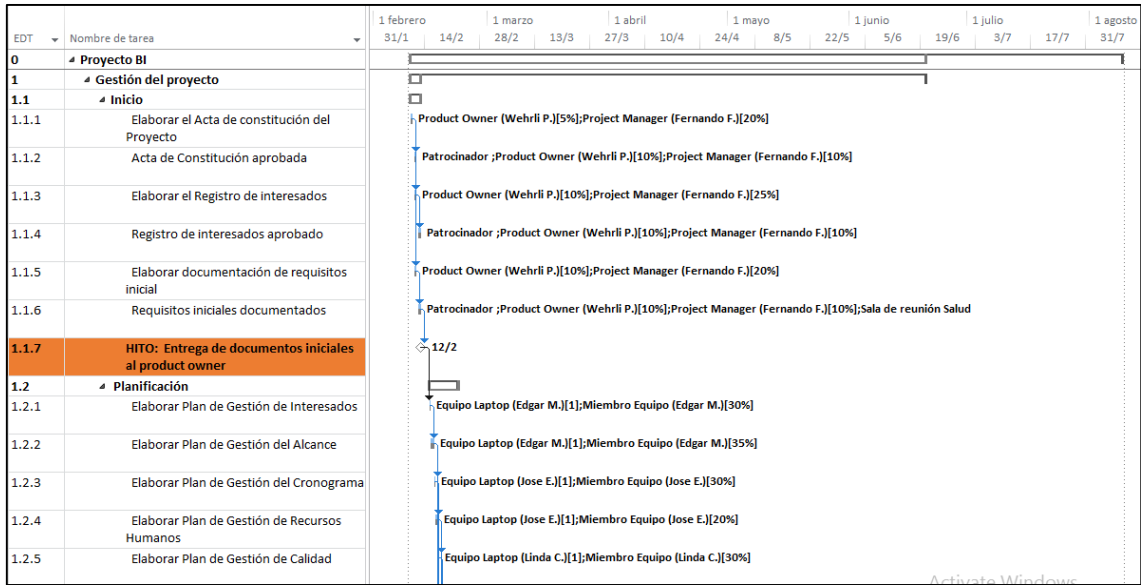 1 febrero 1 marzo 1 abril 1 mayo 1 junio 1 julio 1 agosto
EDT Nombre de tarea 31/1 14/2 28/2 13/3 27/3 10/4 24/4 8/5 22/5 5/6 19/6 3/7 17/7 31/7
0 Proyecto BI
1 Gestión del proyecto
1.1 Inicio
1.1.1 Elaborar el Acta de constitución del Product Owner (Wehrli P.)[5%];Project Manager (Fernando F.)[20%]
Proyecto
1.1.2 Acta de Constitución aprobada Patrocinador ;Product Owner (Wehrli P.)[10%];Project Manager (Fernando F.)[10%]
1.1.3 Elaborar el Registro de interesados Product Owner (Wehrli P.)[10%];Project Manager (Fernando F.)[25%]
1.1.4 Registro de interesados aprobado Patrocinador ;Product Owner (Wehrli P.)[10%];Project Manager (Fernando F.)[10%]
1.1.5 Elaborar documentación de requisitos Product Owner (Wehrli P.)[10%];Project Manager (Fernando F.)[20%]
inicial
1.1.6 Requisitos iniciales documentados Patrocinador ;Product Owner (Wehrli P.)[10%];Project Manager (Fernando F.)[10%];Sala de reunión Salud
1.1.7 HITO: Entrega de documentos iniciales 12/2
al product owner
1.2 Planificación
1.2.1 Elaborar Plan de Gestión de Interesados Equipo Laptop (Edgar M.)[1];Miembro Equipo (Edgar M.)[30%]
1.2.2 Elaborar Plan de Gestión del Alcance Equipo Laptop (Edgar M.)[1];Miembro Equipo (Edgar M.)[35%]
1.2.3 Elaborar Plan de Gestión del Cronograma Equipo Laptop (Jose E.)[1];Miembro Equipo (Jose E.)[30%]
1.2.4 Elaborar Plan de Gestión de Recursos Equipo Laptop (Jose E.)[1];Miembro Equipo (Jose E.)[20%]
Humanos
1.2.5 Elaborar Plan de Gestión de Calidad Equipo Laptop (Linda C.)[1];Miembro Equipo (Linda C.)[30%]
Activate Windows